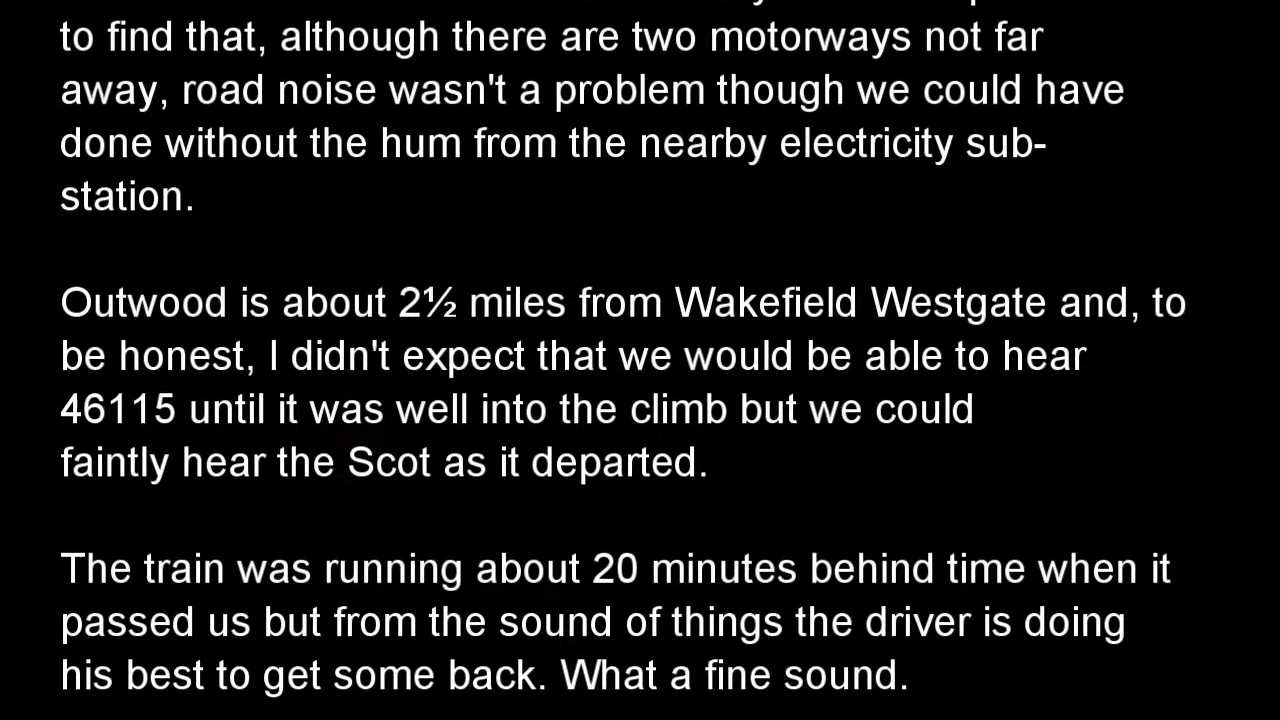 to find that, although there are two motorways not far
away, road noise wasn't a problem though we could have
done without the hum from the nearby electricity sub-
station.
Outwood is about 2½ miles from Wakefield Westgate and, to
be honest, I didn't expect that we would be able to hear
46115 until it was well into the climb but we could
faintly hear the Scot as it departed.
The train was running about 20 minutes behind time when it
passed us but from the sound of things the driver is doing
his best to get some back. What a fine sound.